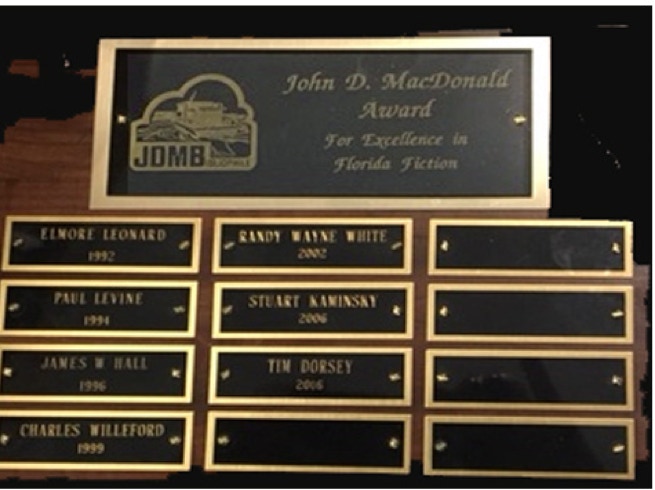 John D. MacDonald
Award
For Excellence in
Florida Fiction
JDMB
ELMORE LEONARD
1992
PAUL LEVINE
1994
JAMES W HALL
1996
CHARLES WILLEFORD
1999
RANDY WAYNE WHITE
2002
STUART KAMINSKY
2006
TIM DORSEY